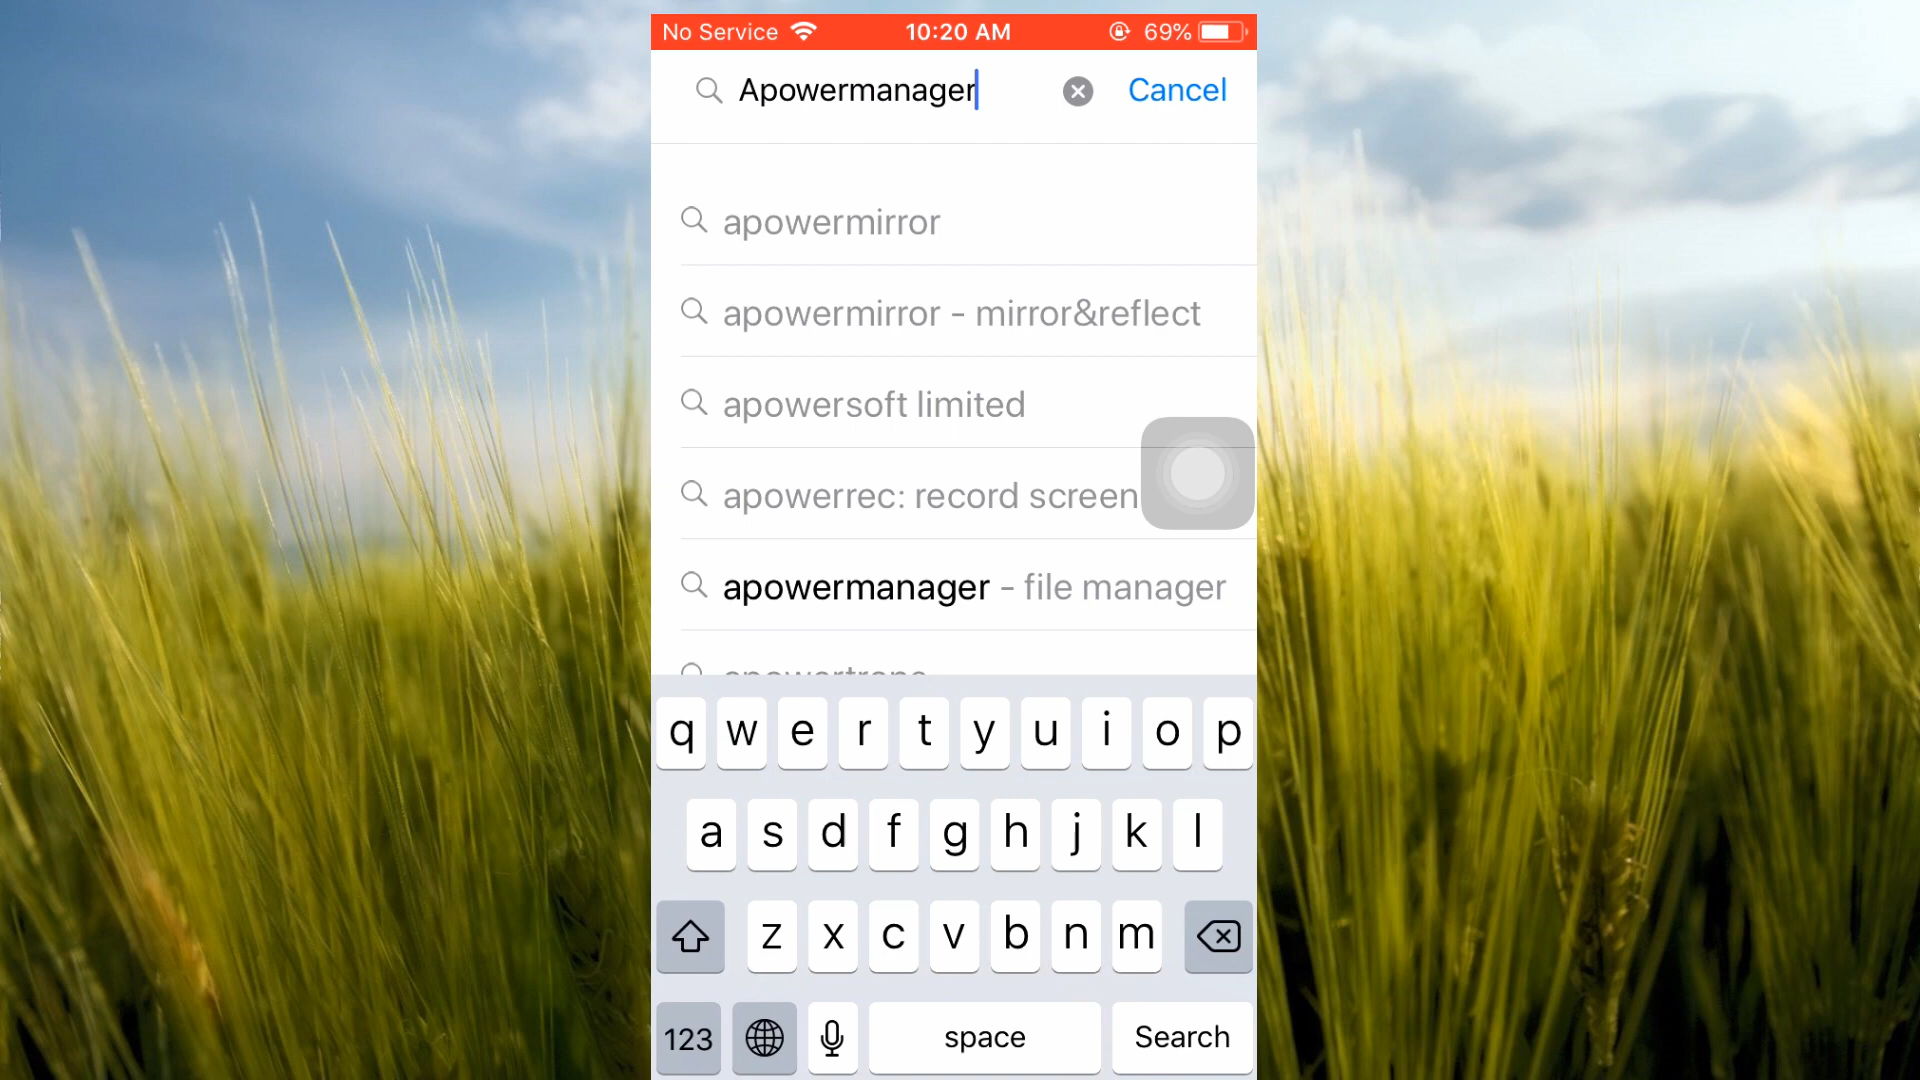 No Service 10:20 AM 69%
Apowermanager Cancel
apowermirror
apowermirror - mirror&reflect
apowersoft limited
apowerrec: record screen
apowermanager - file manager
q w e r t y u i o p
a s d f g h j k l
z x c v b n m
123 space Search